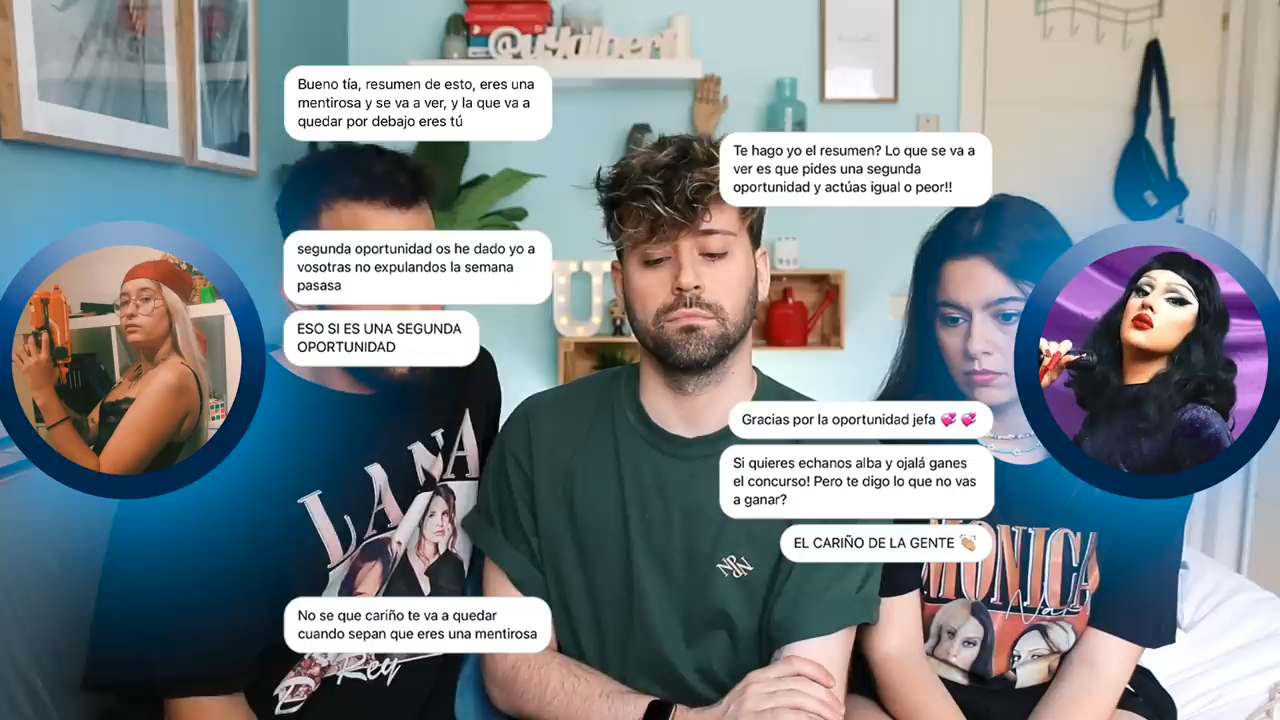 @uyalbert
Bueno tía, resumen de esto, eres una
mentirosa y se va a ver, y la que va a
quedar por debajo eres tú
Te hago yo el resumen? Lo que se va a
ver es que pides una segunda
oportunidad y actúas igual o peor!!
segunda oportunidad os he dado yo a
vosotras no expulandos la semana
pasasa
ESO SI ES UNA SEGUNDA
OPORTUNIDAD
U
Gracias por la oportunidad jefa 💞 💞
Si quieres echanos alba y ojalá ganes
el concurso! Pero te digo lo que no vas
a ganar?
EL CARIÑO DE LA GENTE 👏🏼
No se que cariño te va a quedar
cuando sepan que eres una mentirosa
LANA
D Rey
NPN
MONICA
Nar